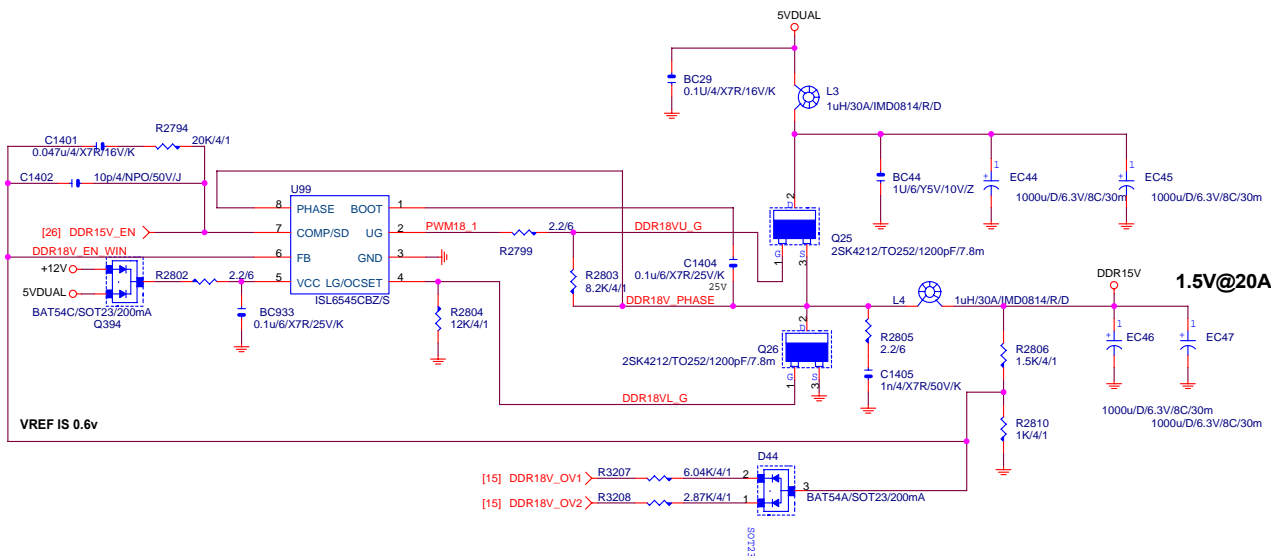 5VDUAL
BC29
0.1U/4/X7R/16V/K
L3
1uH/30A/IMD0814/R/D
C1401
0.047u/4/X7R/16V/K
R2794
20K/4/1
C1402
10p/4/NPO/50V/J
BC44
1U/6/Y5V/10V/Z
1
+
EC44
1000u/D/6.3V/8C/30m
1
+
EC45
1000u/D/6.3V/8C/30m
U99
8 PHASE BOOT 1
7 COMP/SD UG 2
6 FB GND 3
5 VCC LG/OCSET 4
ISL6545CBZ/S
[26] DDR15V_EN
DDR18V_EN_WIN
+12V
5VDUAL
BAT54C/SOT23/200mA
Q394
R2802
2.2/6
BC933
0.1u/6/X7R/25V/K
R2804
12K/4/1
PWM18_1
R2799
2.2/6
DDR18VU_G
R2803
8.2K/4/1
C1404
0.1u/6/X7R/25V/K
25V
2
D
G
S
1
3
Q25
2SK4212/TO252/1200pF/7.8m
DDR18V_PHASE
L4
1uH/30A/IMD0814/R/D
DDR15V
1.5V@20A
2
D
G
S
1
3
Q26
2SK4212/TO252/1200pF/7.8m
DDR18VL_G
R2805
2.2/6
C1405
1n/4/X7R/50V/K
R2806
1.5K/4/1
R2810
1K/4/1
1
+
EC46
1000u/D/6.3V/8C/30m
1
+
EC47
1000u/D/6.3V/8C/30m
VREF IS 0.6v
[15] DDR18V_OV1
R3207
6.04K/4/1
[15] DDR18V_OV2
R3208
2.87K/4/1
D44
2
1
3
BAT54A/SOT23/200mA